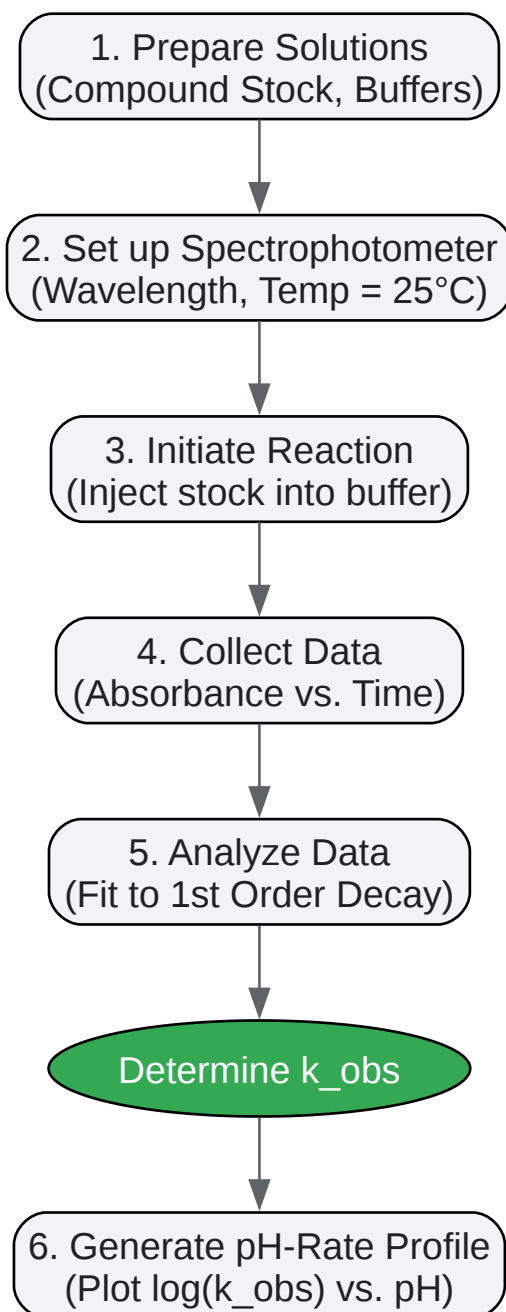 1. Prepare Solutions
(Compound Stock, Buffers)
2. Set up Spectrophotometer
(Wavelength, Temp = 25°C)
3. Initiate Reaction
(Inject stock into buffer)
4. Collect Data
(Absorbance vs. Time)
5. Analyze Data
(Fit to 1st Order Decay)
Determine k_obs
6. Generate pH-Rate Profile
(Plot log(k_obs) vs. pH)